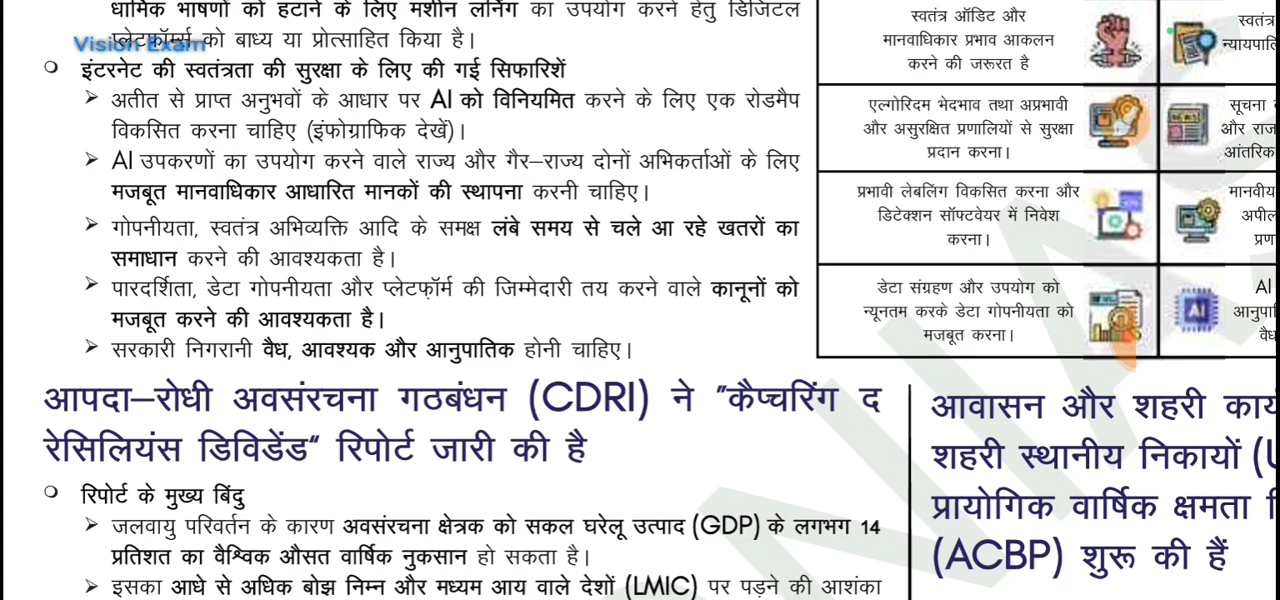 धार्मिक भाषणों को हटाने के लिए मशीन लर्निंग का उपयोग करने हेतु डिजिटल
प्लेटफ़ॉर्म्स को बाध्य या प्रोत्साहित किया है।
Vision Exam
इंटरनेट की स्वतंत्रता की सुरक्षा के लिए की गई सिफारिशें
अतीत से प्राप्त अनुभवों के आधार पर AI को विनियमित करने के लिए एक रोडमैप
विकसित करना चाहिए (इंफोग्राफिक देखें)।
AI उपकरणों का उपयोग करने वाले राज्य और गैर–राज्य दोनों अभिकर्ताओं के लिए
मजबूत मानवाधिकार आधारित मानकों की स्थापना करनी चाहिए।
गोपनीयता, स्वतंत्र अभिव्यक्ति आदि के समक्ष लंबे समय से चले आ रहे खतरों का
समाधान करने की आवश्यकता है।
पारदर्शिता, डेटा गोपनीयता और प्लेटफ़ॉर्म की जिम्मेदारी तय करने वाले कानूनों को
मजबूत करने की आवश्यकता है।
सरकारी निगरानी वैध, आवश्यक और आनुपातिक होनी चाहिए।
स्वतंत्र ऑडिट और
मानवाधिकार प्रभाव आकलन
करने की जरूरत है
स्वतंत्र
एल्गोरिदम भेदभाव तथा अप्रभावी
और असुरक्षित प्रणालियों से सुरक्षा
प्रदान करना।
सूचना
और
प्रभावी लेबलिंग विकसित करना और
डिटेक्शन सॉफ्टवेयर में निवेश
करना।
डेटा संग्रहण और उपयोग को
न्यूनतम करके डेटा गोपनीयता को
मजबूत करना।
AI
AI
आपदा–रोधी अवसंरचना गठबंधन (CDRI) ने "कैप्चरिंग द
रेसिलियंस डिविडेंड" रिपोर्ट जारी की है
रिपोर्ट के मुख्य बिंदु
जलवायु परिवर्तन के कारण अवसंरचना क्षेत्रक को सकल घरेलू उत्पाद (GDP) के लगभग 14
प्रतिशत का वैश्विक औसत वार्षिक नुकसान हो सकता है।
इसका आधे से अधिक बोझ निम्न और मध्यम आय वाले देशों (LMIC) पर पड़ने की आशंका
आवासन और शहरी
शहरी स्थानीय निकायों
प्रायोगिक वार्षिक क्षमता
(ACBP) शुरू की हैं